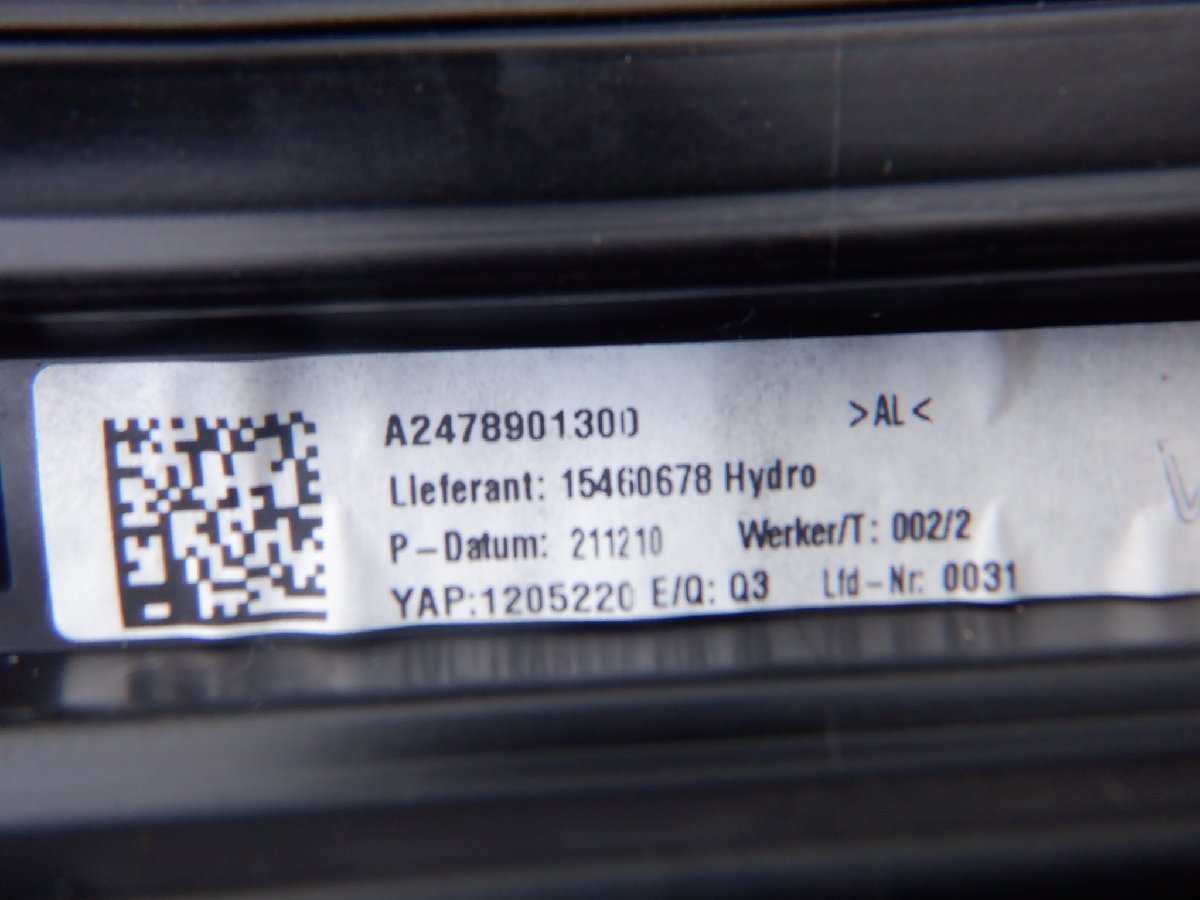 A2478901300 >AL<
Lieferant: 15460678 Hydro
P-Datum: 211210 Werker/T: 002/2
YAP:1205220 E/Q: Q3 Lfd-Nr: 0031